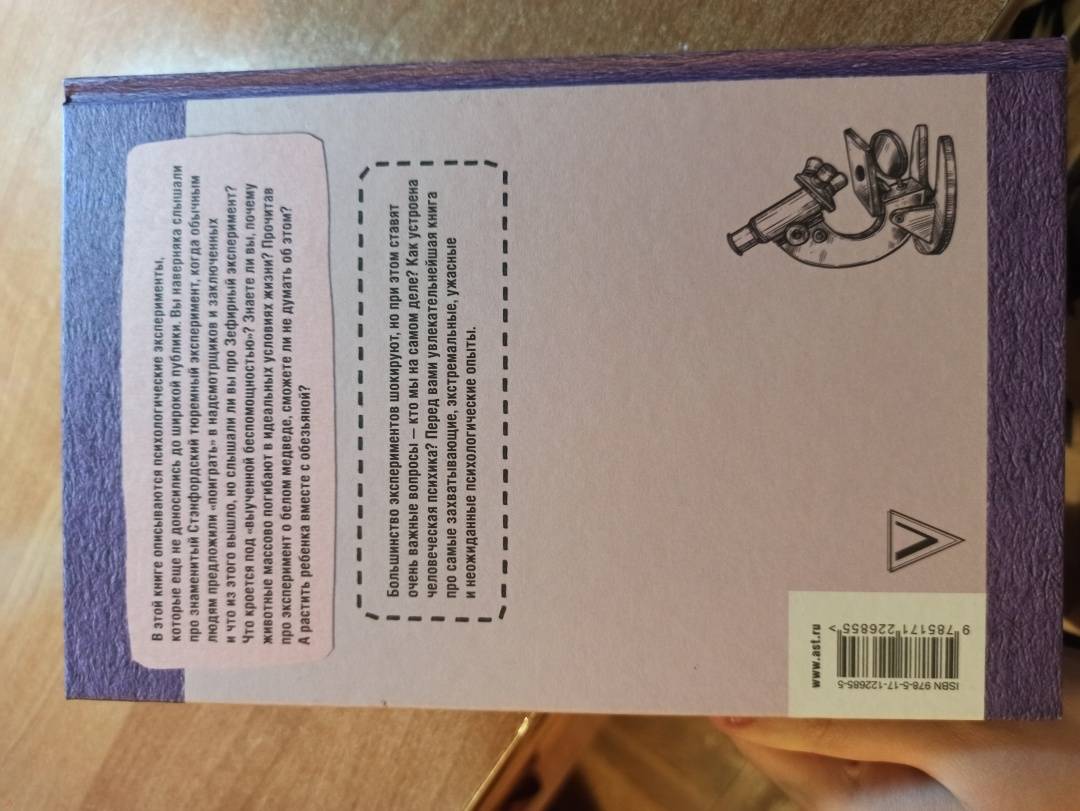 В этой книге описываются психологические эксперименты,
которые еще не доносились до широкой публики. Вы наверняка слышали
про знаменитый Стэнфордский тюремный эксперимент, когда обычным
людям предложили «поиграть» в надсмотрщиков и заключенных
и что из этого вышло, но слышали ли вы про Зефирный эксперимент?
Что кроется под «выученной беспомощностью»? Знаете ли вы, почему
животные массово погибают в идеальных условиях жизни? Прочитав
про эксперимент о белом медведе, сможете ли не думать об этом?
А растить ребенка вместе с обезьяной?
Большинство экспериментов шокируют, но при этом ставят
очень важные вопросы – кто мы на самом деле? Как устроена
человеческая психика? Перед вами увлекательнейшая книга
про самые захватывающие, экстремальные, ужасные
и неожиданные психологические опыты.
www.ast.ru
ISBN 978-5-17-122685-5
9 785171 226855 >